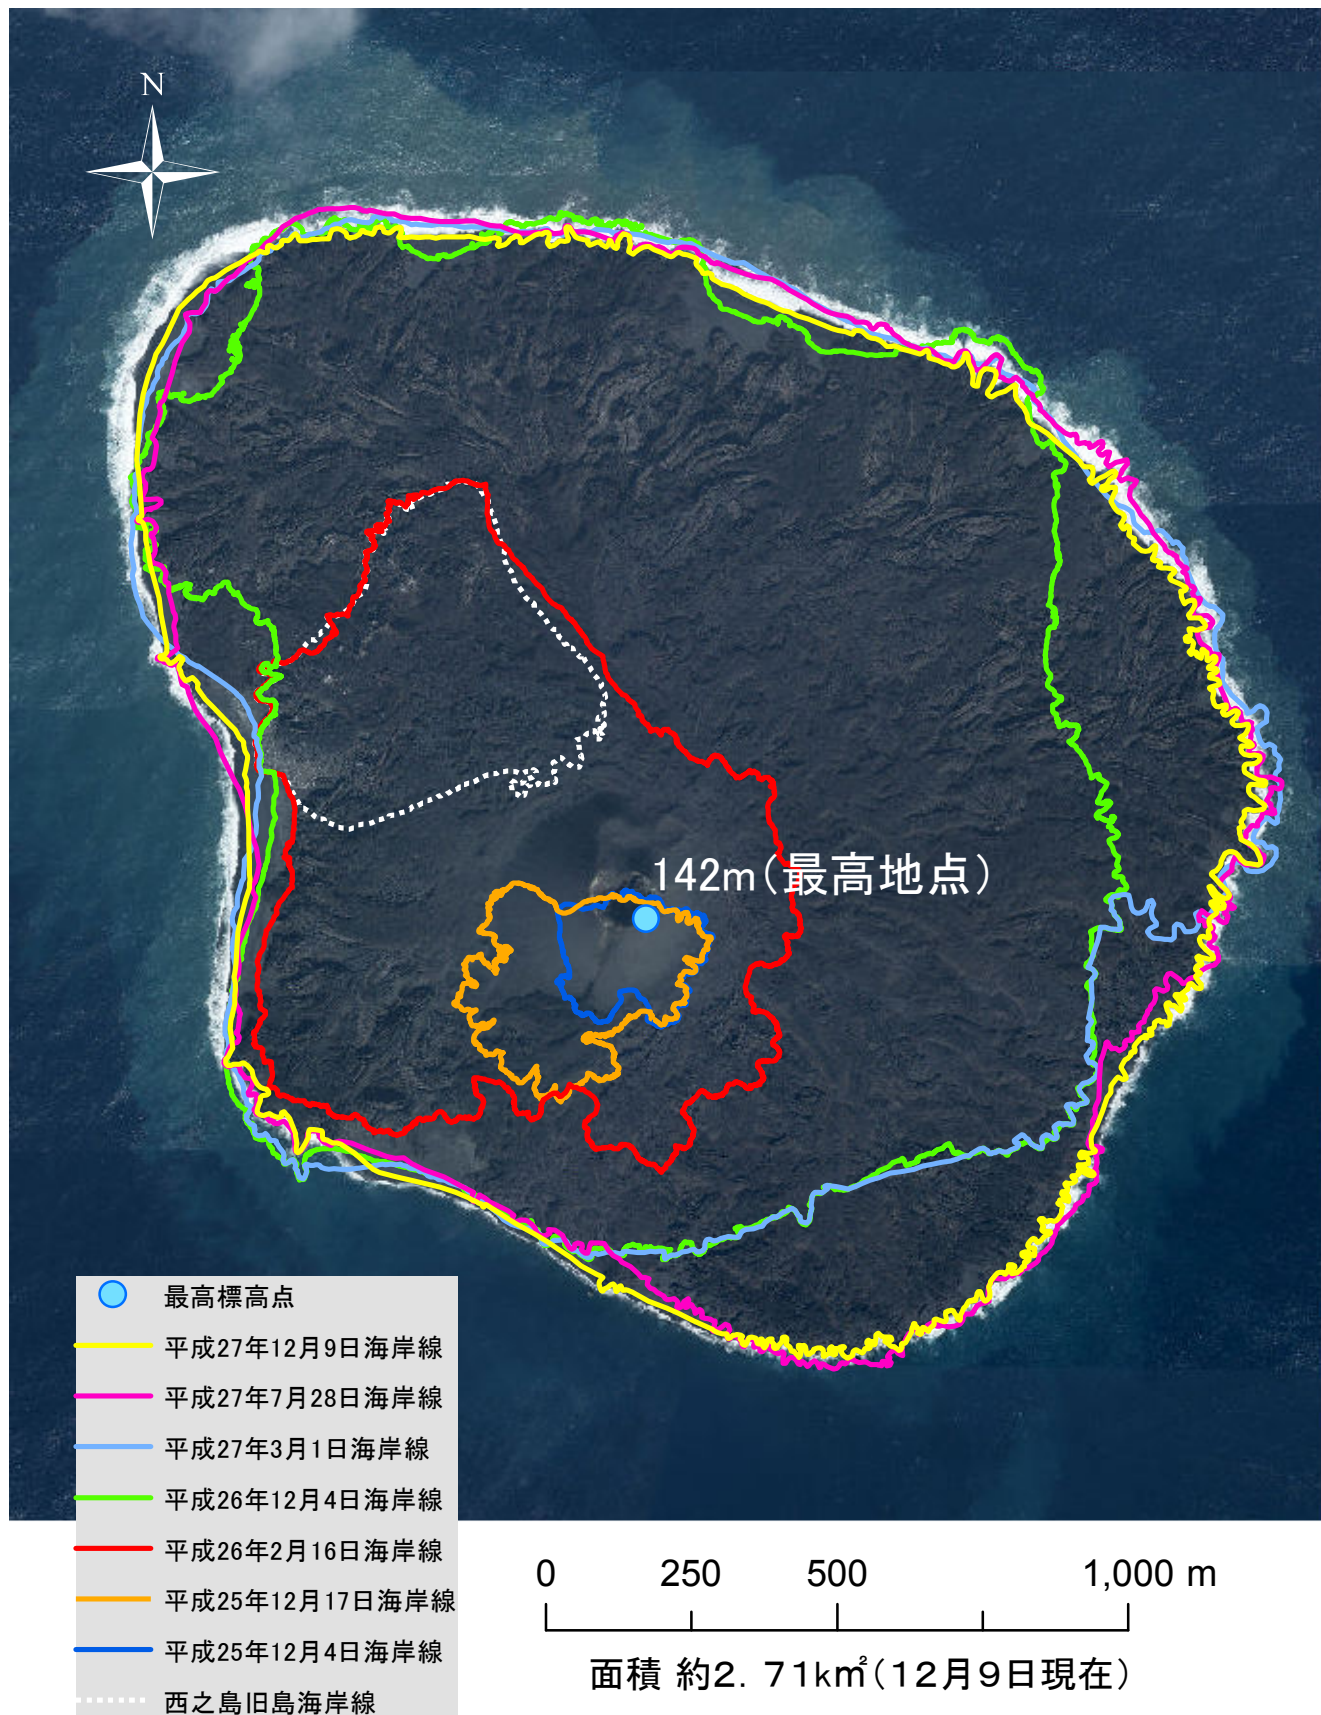 N
142m(最高地点)
最高標高点
平成27年12月9日海岸線
平成27年7月28日海岸線
平成27年3月1日海岸線
平成26年12月4日海岸線
平成26年2月16日海岸線
平成25年12月17日海岸線
平成25年12月4日海岸線
西之島旧島海岸線
0 250 500 1,000 m
面積 約2.71k㎡(12月9日現在)